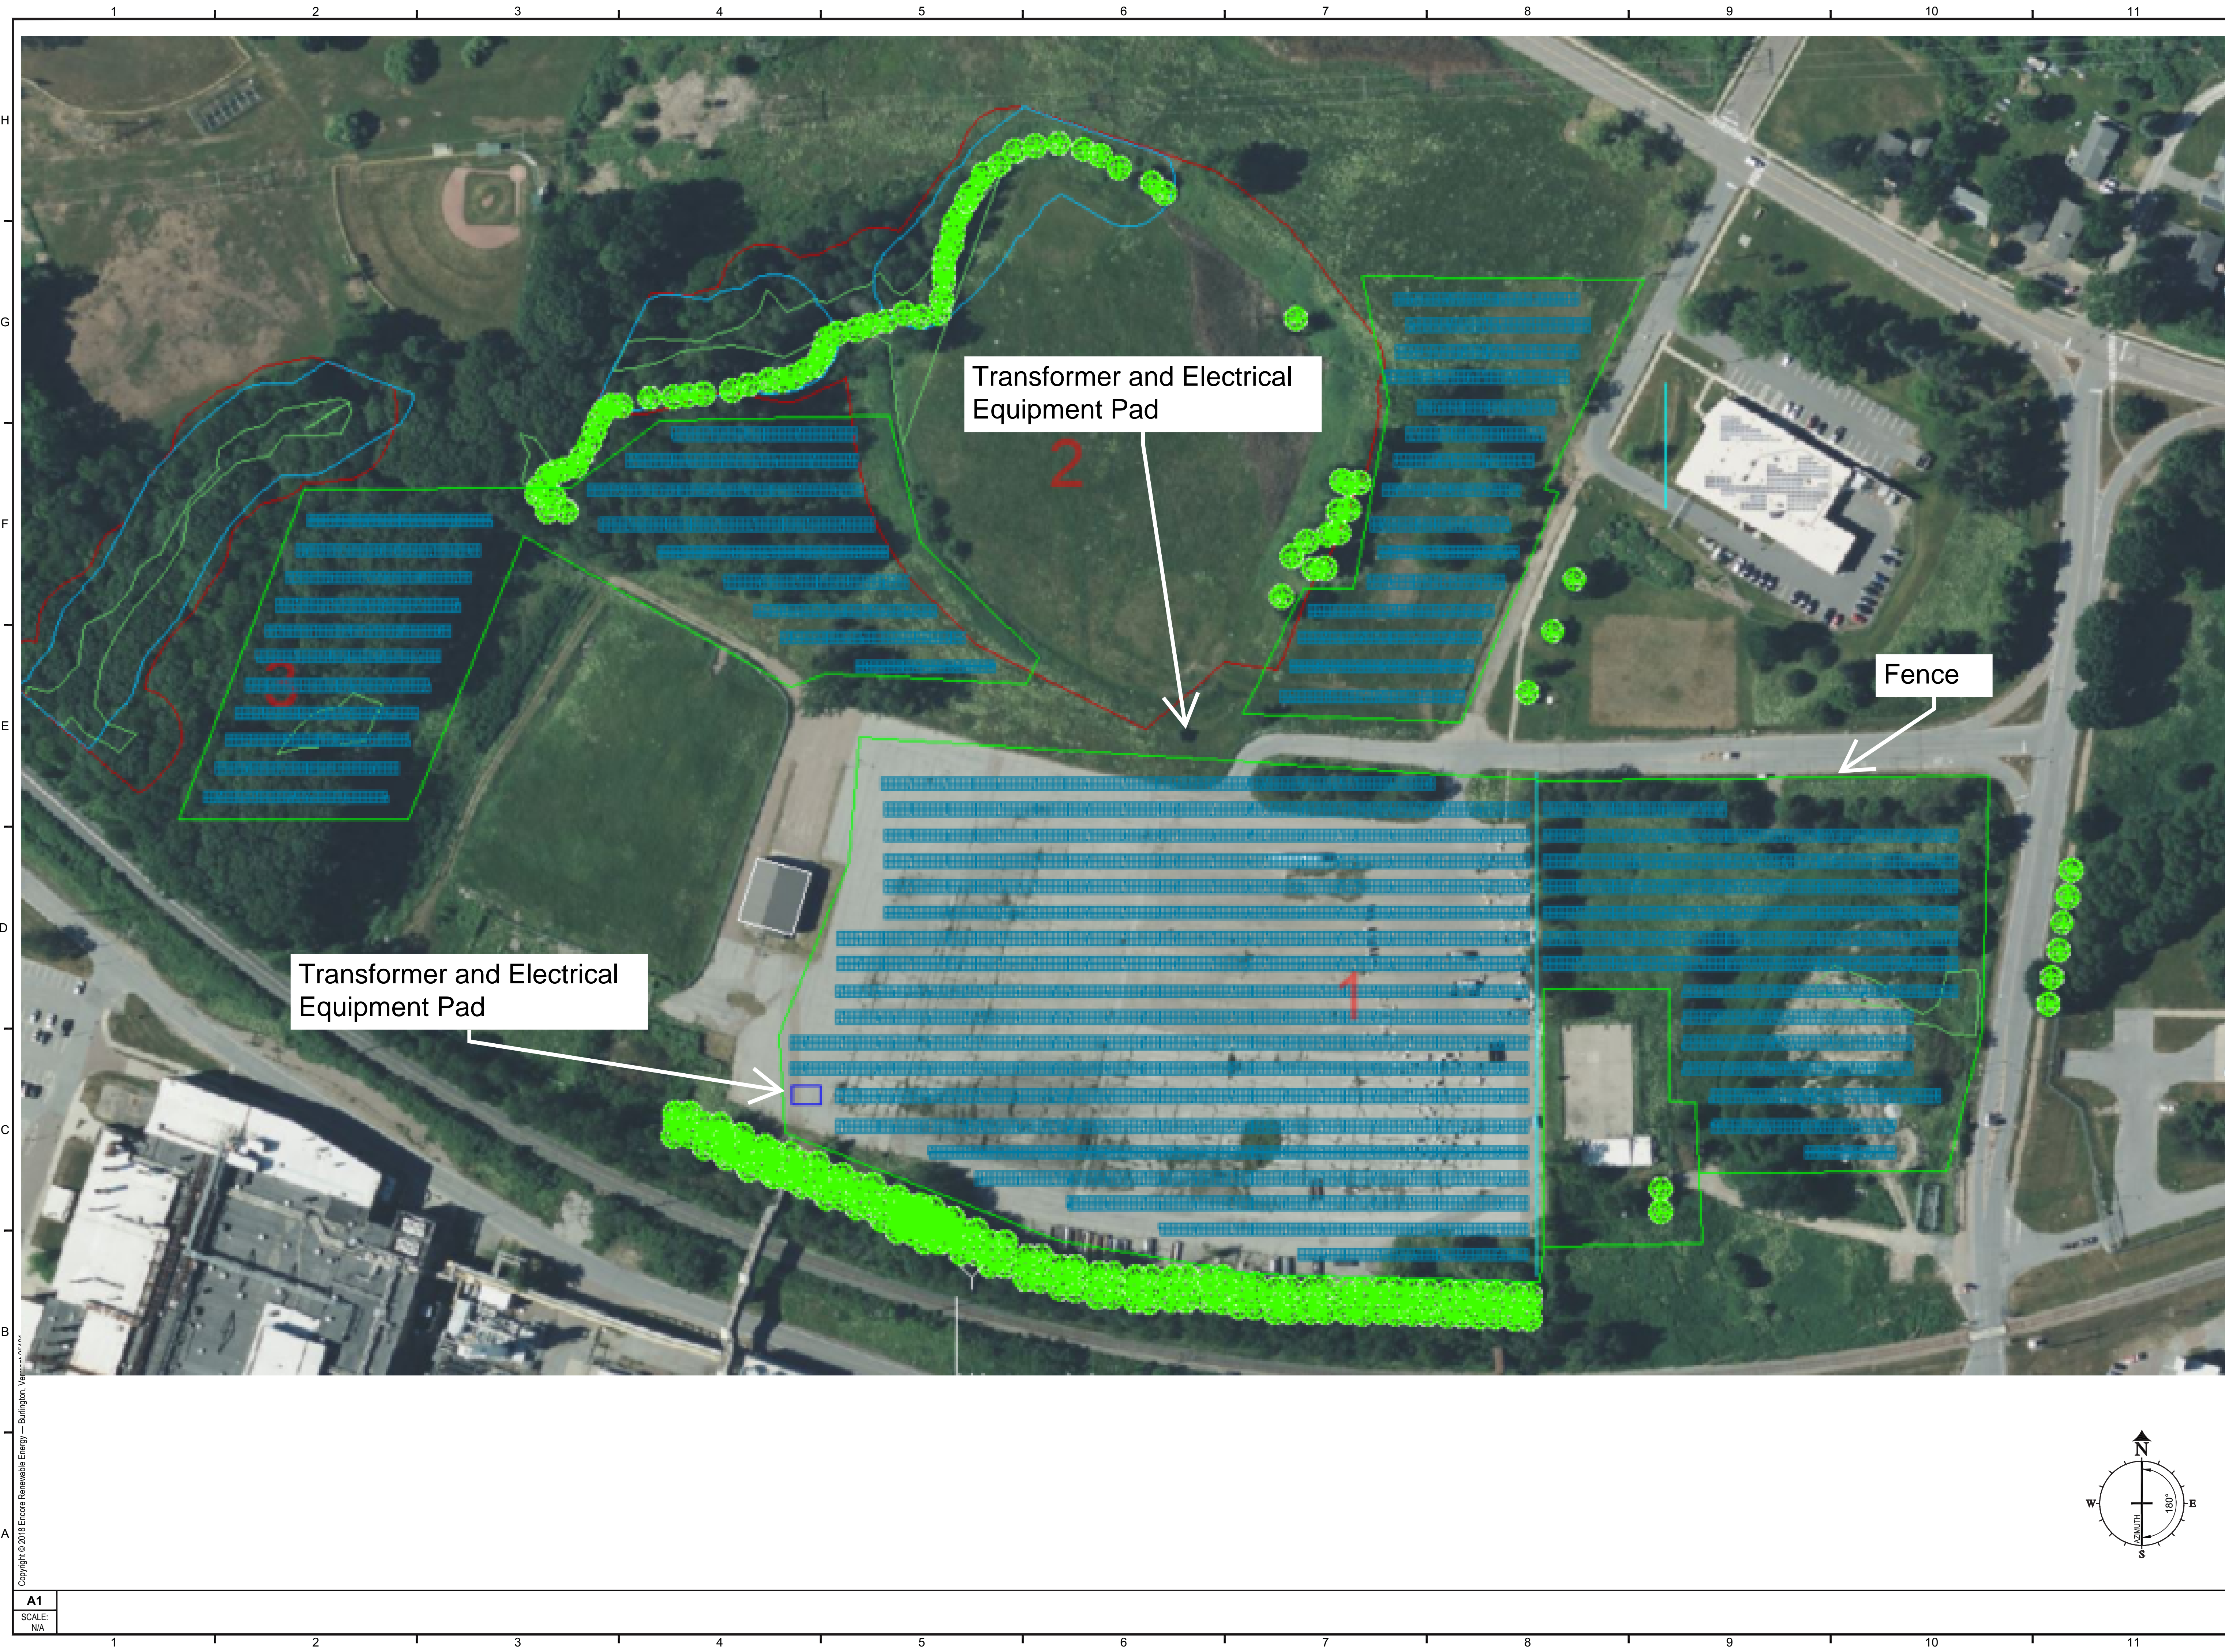 1 2 3 4 5 6 7 8 9 10 11
H
G
Transformer and Electrical
Equipment Pad
2
F
Fence
3
E
D
Transformer and Electrical
Equipment Pad
1
C
B
Copyright © 2018 Encore Renewable Energy — Burlington,
N
W
E
180°
AZIMUTH
S
A
A1
SCALE:
N/A
1 2 3 4 5 6 7 8 9 10 11